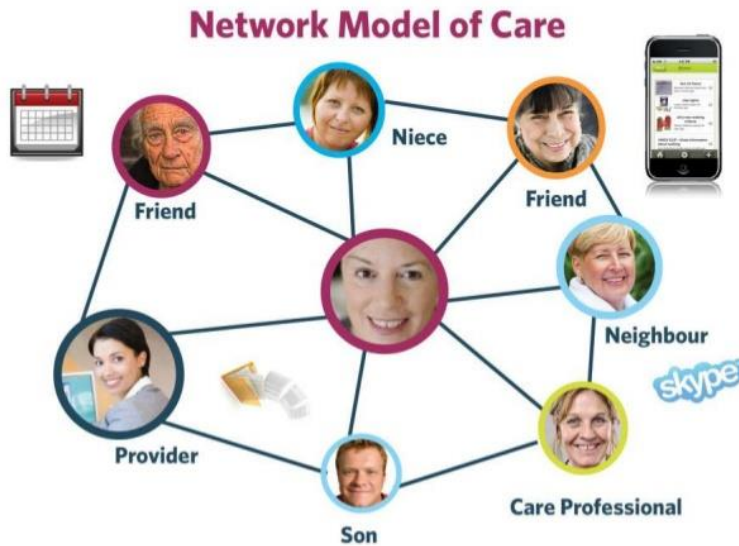 Network Model of Care
Niece
Friend
Friend
Neighbour
skype
Provider
Care Professional
Son